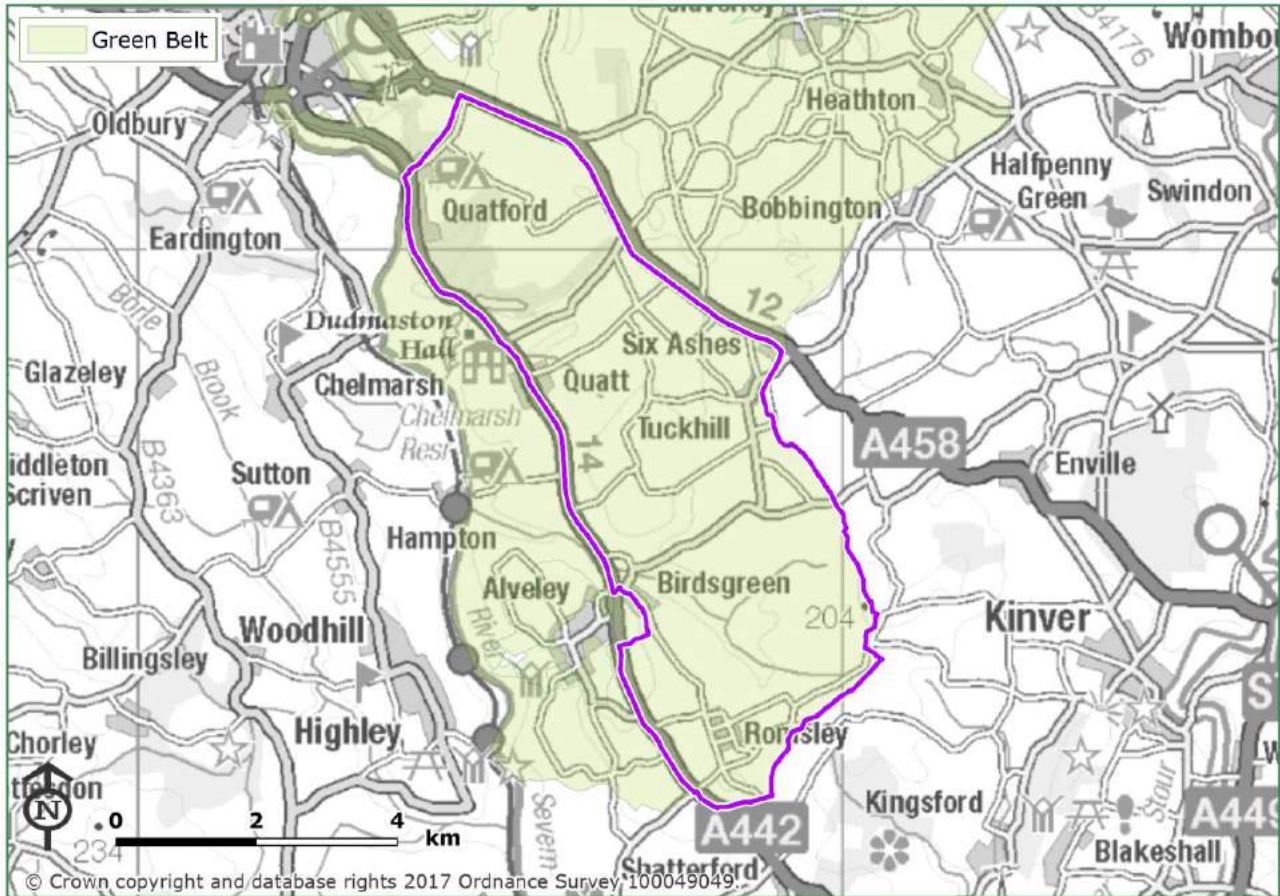 Green Belt
B4176
Oldbury
Heathton
Halfpenny
Green
Swindon
Quatford
Bobbington
Eardington
Borle
Brook
12
Dudmaston
Hall
Six Ashes
Glazeley
Chelmarsh
Quatt
Chelmarsh
Resr
Tuckhill
14
A458
Enville
B4363
Sutton
B4555
Hampton
Alveley
Birdsgreen
204
Kinver
Woodhill
River
Billingsley
Highley
Romsley
Chorley
N
0 2 4
km
234
Severn
Kingsford
Stour
A442
A449
Blakeshall
Shatterford
© Crown copyright and database rights 2017 Ordnance Survey 100049049.